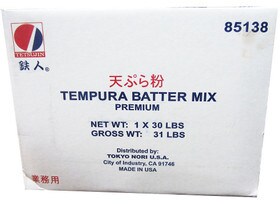 85138
TETSUJIN
鉄人
天ぷら粉
TEMPURA BATTER MIX
PREMIUM
NET WT: 1 X 30 LBS
GROSS WT: 31 LBS
Distributed by:
TOKYO NORI U.S.A.
City of Industry, CA 91746
MADE IN USA
業務用